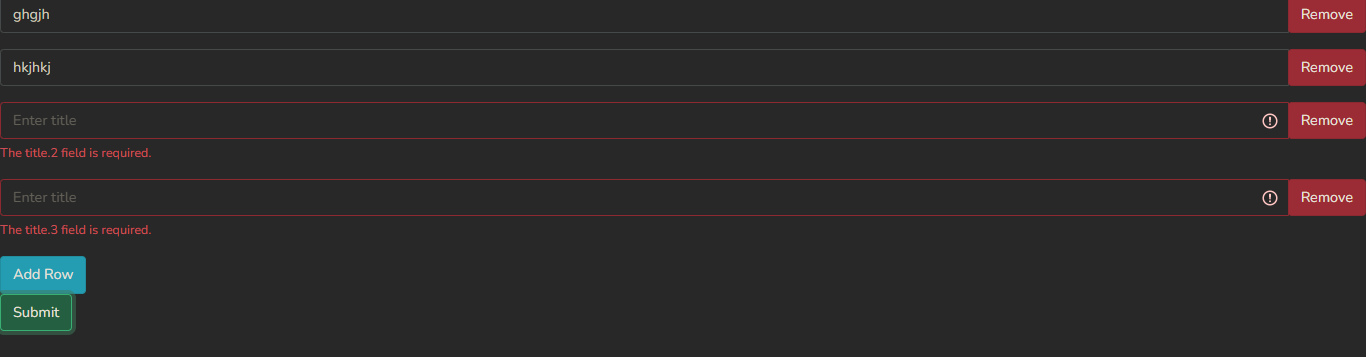 ghgjh Remove
hkjhkj Remove
Enter title Remove
The title.2 field is required.
Enter title Remove
The title.3 field is required.
Add Row
Submit